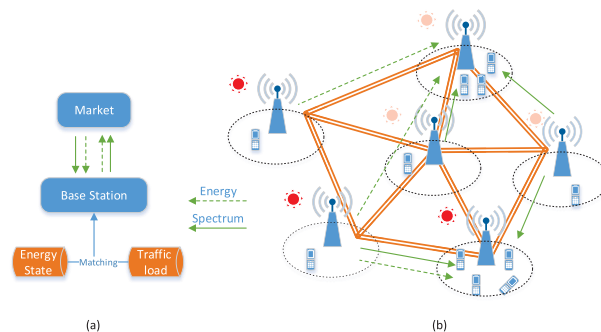 Market
Base Station
Energy
Spectrum
Energy
State
Matching
Traffic
load
(a)
(b)